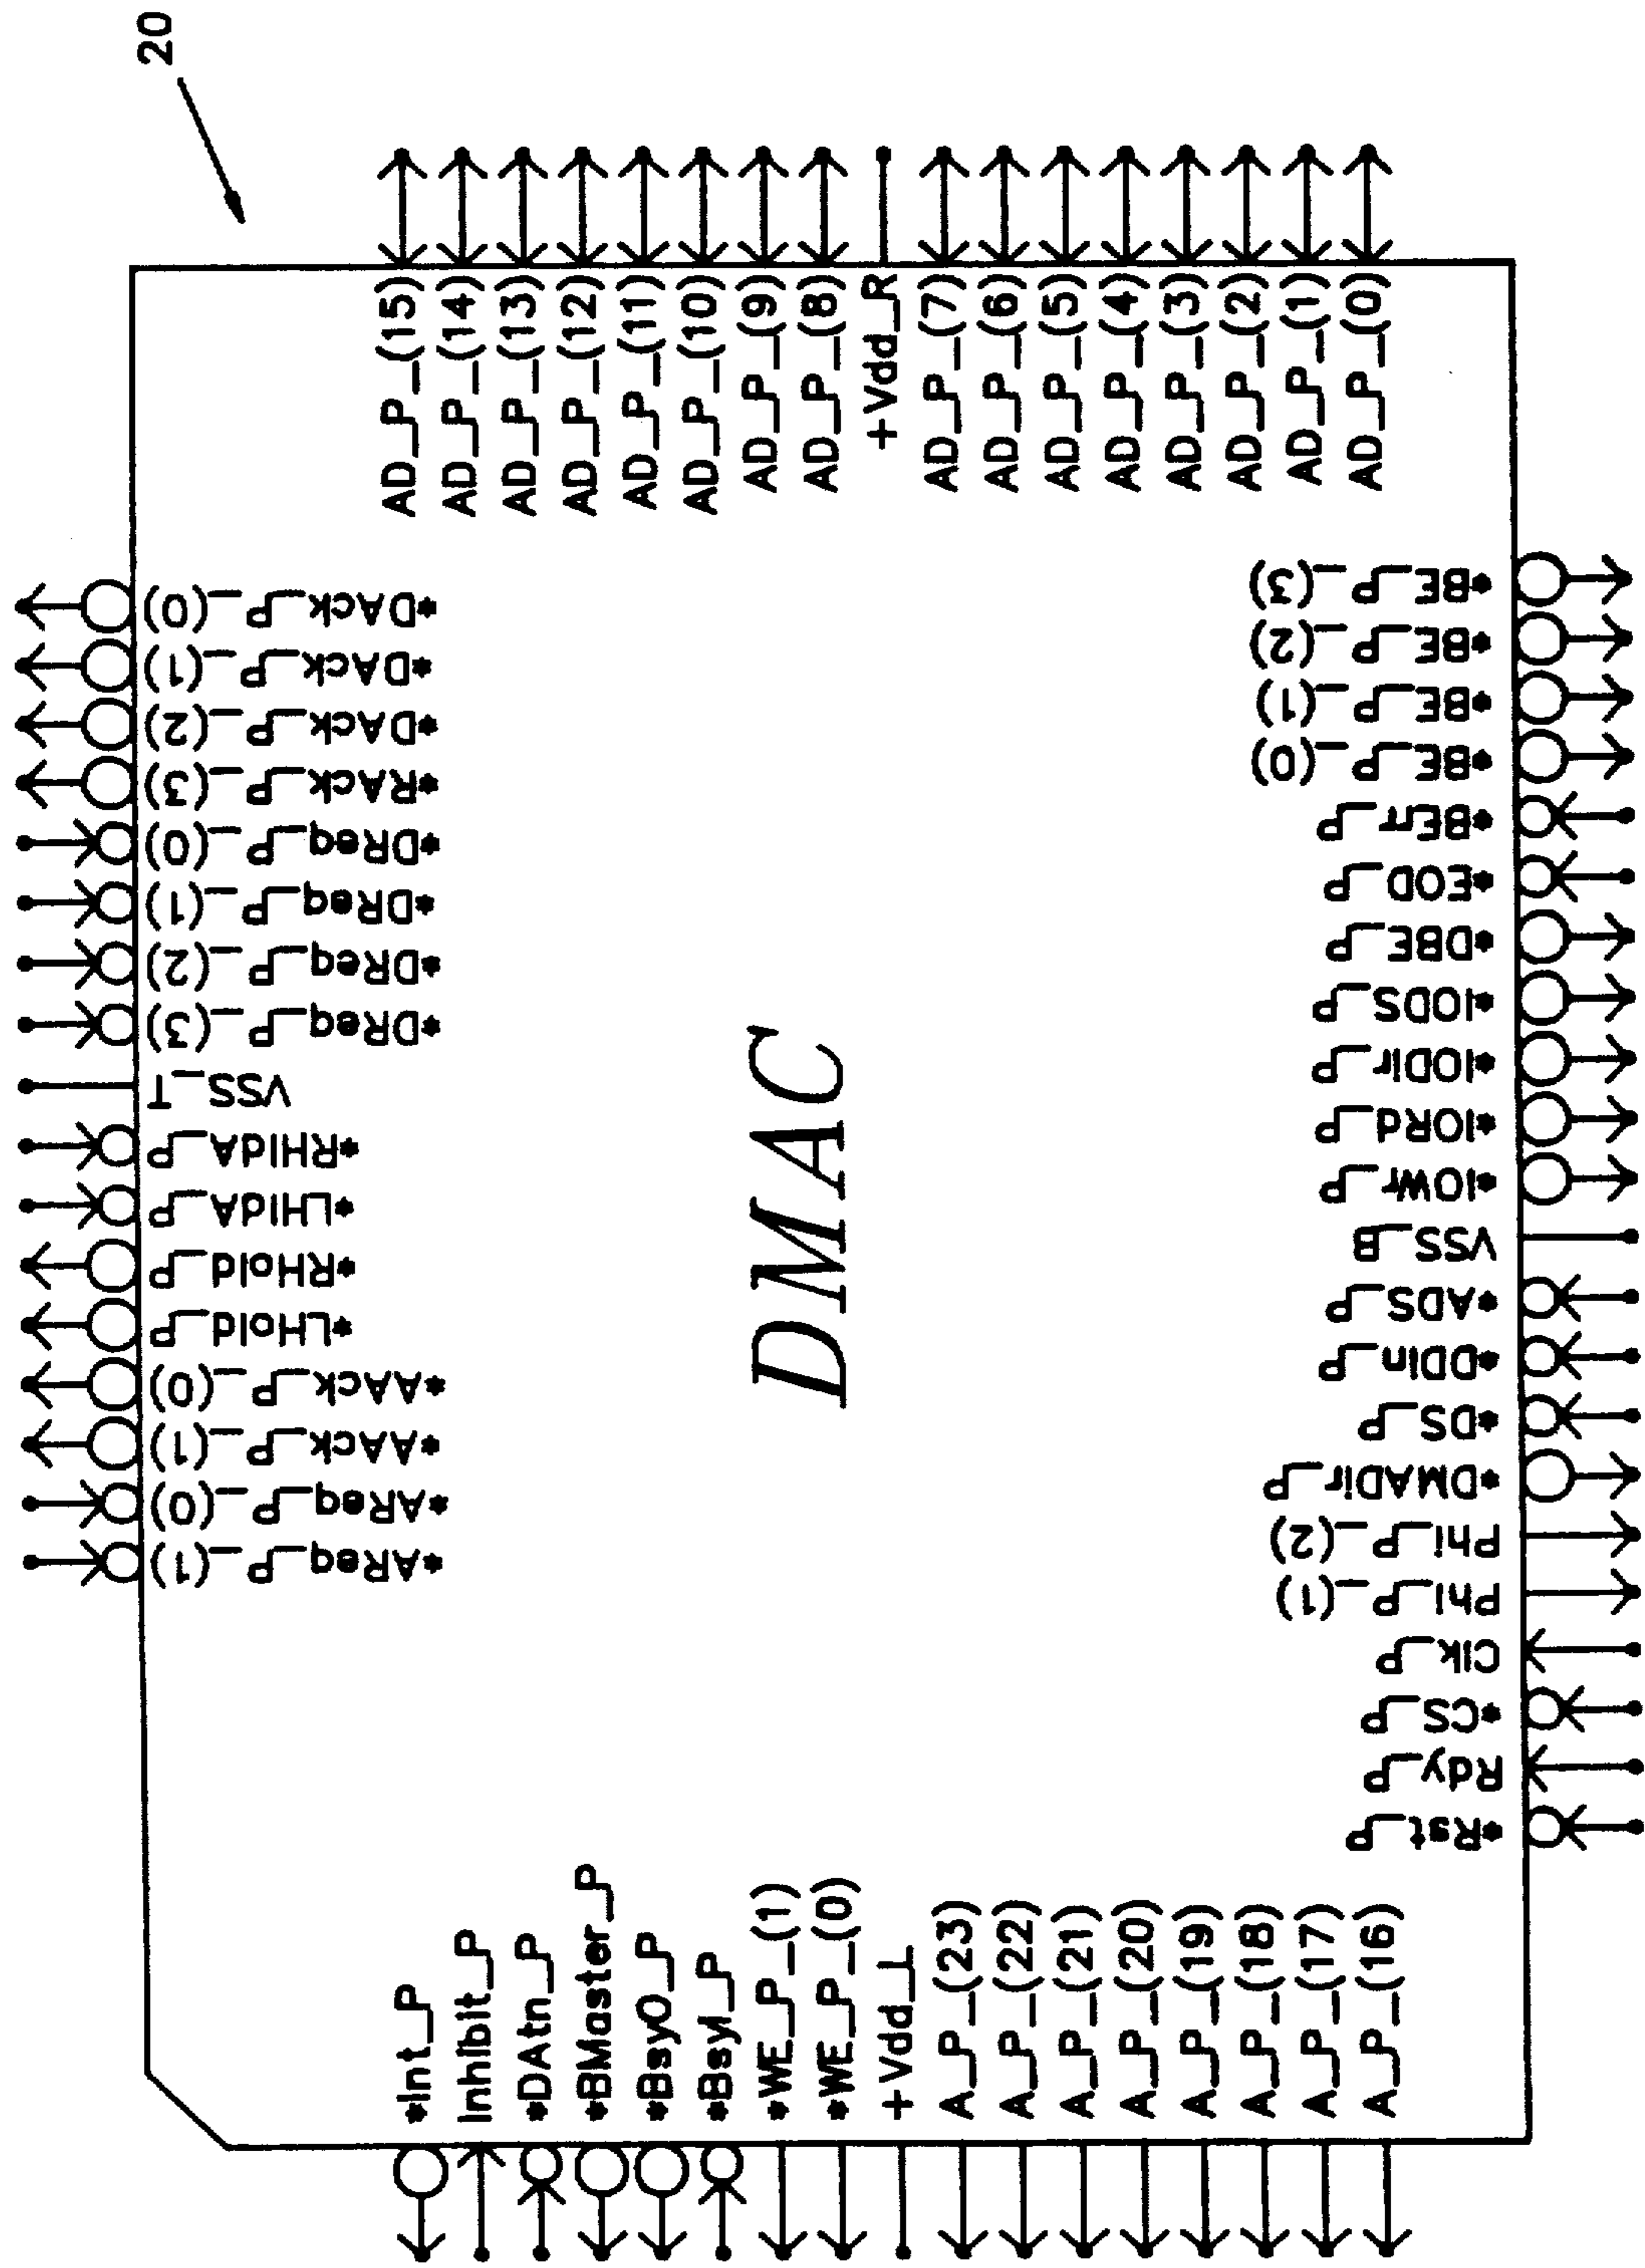 20
AD_P_(15)
AD_P_(14)
AD_P_(13)
AD_P_(12)
AD_P_(11)
AD_P_(10)
AD_P_(9)
AD_P_(8)
+Vdd_R
AD_P_(7)
AD_P_(6)
AD_P_(5)
AD_P_(4)
AD_P_(3)
AD_P_(2)
AD_P_(1)
AD_P_(0)
*DAck_P_(0)
*DAck_P_(1)
*DAck_P_(2)
*RAck_P_(3)
*DReq_P_(0)
*DReq_P_(1)
*DReq_P_(2)
*DReq_P_(3)
VSS_T
*RHldA_P
*LHldA_P
*RHold_P
*LHold_P
*AAck_P_(0)
*AAck_P_(1)
*AReq_P_(0)
*AReq_P_(1)
DMAC
*BE_P_(3)
*BE_P_(2)
*BE_P_(1)
*BE_P_(0)
*BErr_P
*EOD_P
*DBE_P
*IODS_P
*IODir_P
*IORd_P
*IOWr_P
VSS_B
*ADS_P
*DDin_P
*DS_P
*DMADir_P
Phi_P_(2)
Phi_P_(1)
Clk_P
*CS_P
Rdy_P
*Rst_P
*Int_P
Inhibit_P
*DAtn_P
*BMaster_P
*BsyO_P
*BsyI_P
*WE_P_(1)
*WE_P_(0)
+Vdd_L
A_P_(23)
A_P_(22)
A_P_(21)
A_P_(20)
A_P_(19)
A_P_(18)
A_P_(17)
A_P_(16)